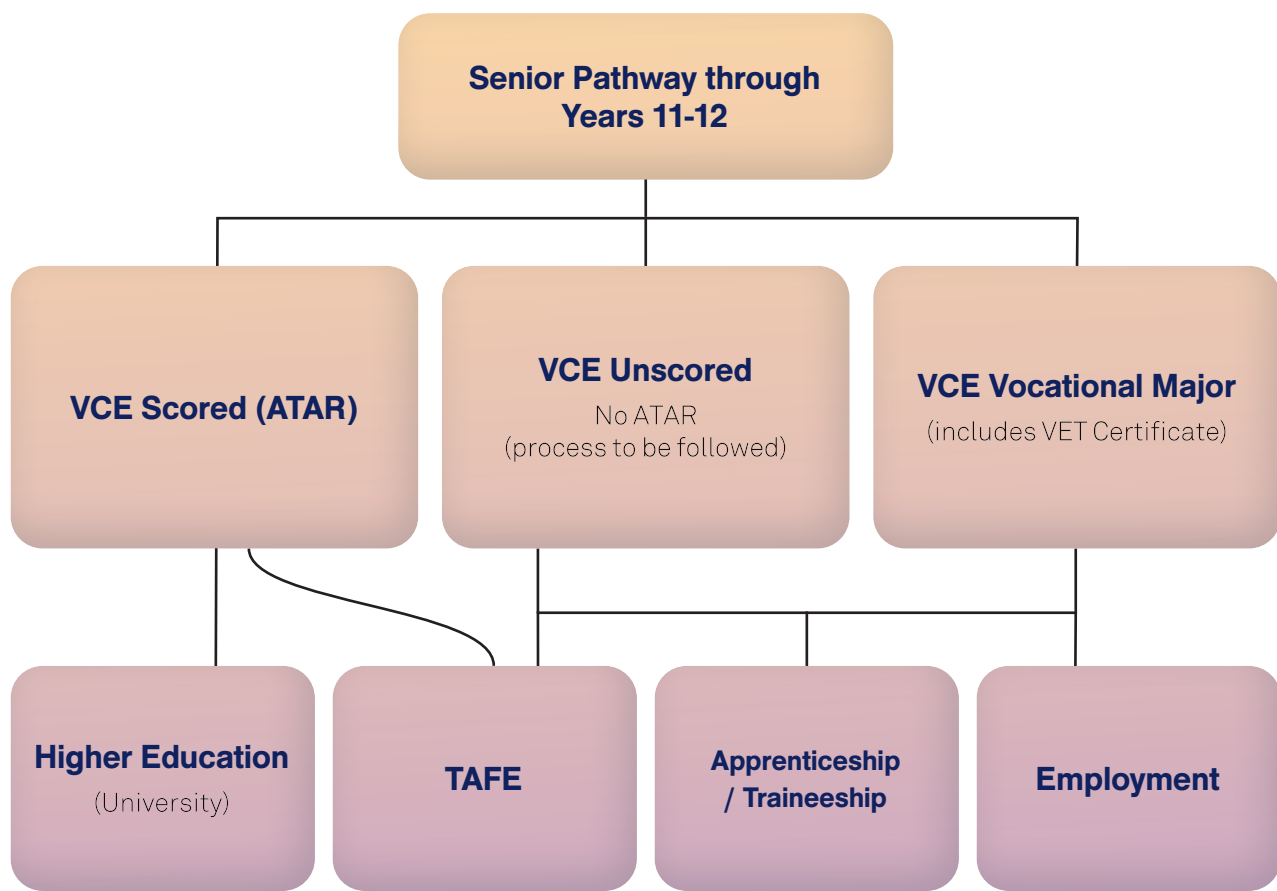 Senior Pathway through
Years 11-12
VCE Scored (ATAR)
VCE Unscored
No ATAR
(process to be followed)
VCE Vocational Major
(includes VET Certificate)
Higher Education
(University)
TAFE
Apprenticeship
/ Traineeship
Employment